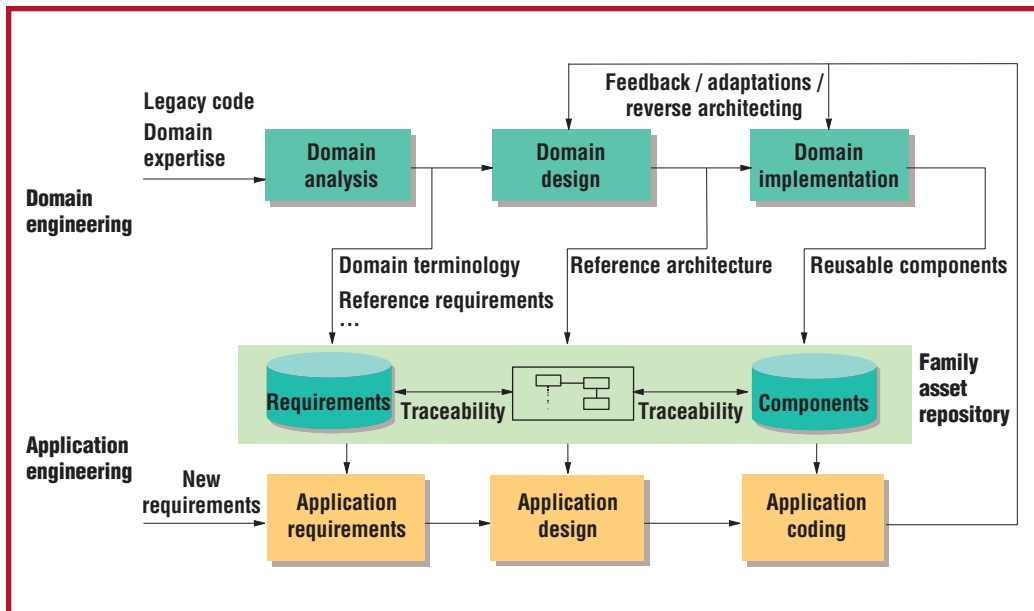 Feedback / adaptations /
reverse architecting
Legacy code
Domain
expertise
Domain
analysis
Domain
design
Domain
implementation
Domain
engineering
Domain terminology
Reference requirements
...
Reference architecture
Reusable components
Requirements
Traceability
Traceability
Components
Family
asset
repository
Application
engineering
New
requirements
Application
requirements
Application
design
Application
coding